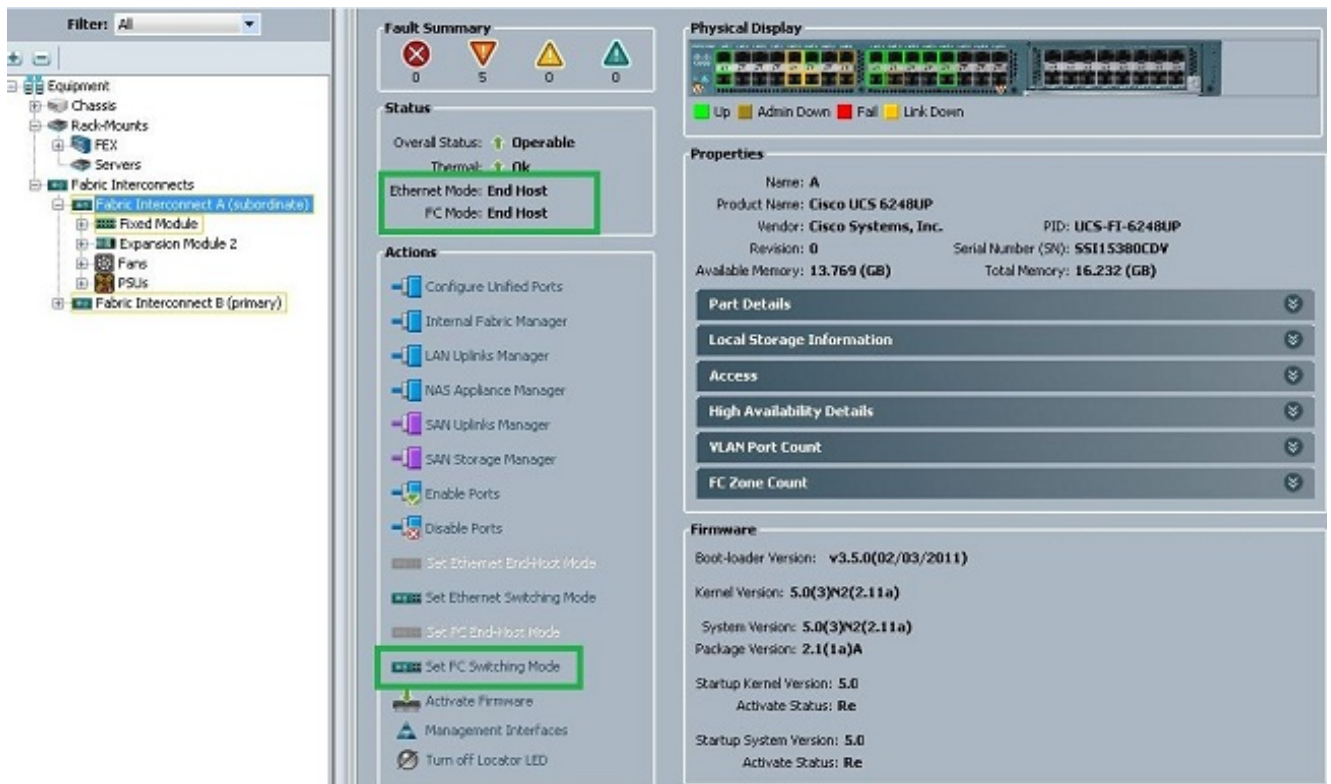 Filter: All
Equipment
Chassis
Rack-Mounts
FEX
Servers
Fabric Interconnects
Fabric Interconnect A (subordinate)
Fixed Module
Expansion Module 2
Fans
PSUs
Fabric Interconnect B (primary)
Fault Summary
0 5 0 0
Status
Overall Status: Operable
Thermal: Ok
Ethernet Mode: End Host
FC Mode: End Host
Actions
Configure Unified Ports
Internal Fabric Manager
LAN Uplinks Manager
NAS Appliance Manager
SAN Uplinks Manager
SAN Storage Manager
Enable Ports
Disable Ports
Set Ethernet End-Host Mode
Set Ethernet Switching Mode
Set FC End-Host Mode
Set FC Switching Mode
Activate Firmware
Management Interfaces
Turn off Locator LED
Physical Display
Up Admin Down Fail Link Down
Properties
Name: A
Product Name: Cisco UCS 6248UP
Vendor: Cisco Systems, Inc. PID: UCS-FI-6248UP
Revision: 0 Serial Number (SN): SSI15380CDV
Available Memory: 13.769 (GB) Total Memory: 16.232 (GB)
Part Details
Local Storage Information
Access
High Availability Details
VLAN Port Count
FC Zone Count
Firmware
Boot-loader Version: v3.5.0(02/03/2011)
Kernel Version: 5.0(3)N2(2.11a)
System Version: 5.0(3)N2(2.11a)
Package Version: 2.1(1a)A
Startup Kernel Version: 5.0
Activate Status: Re
Startup System Version: 5.0
Activate Status: Re